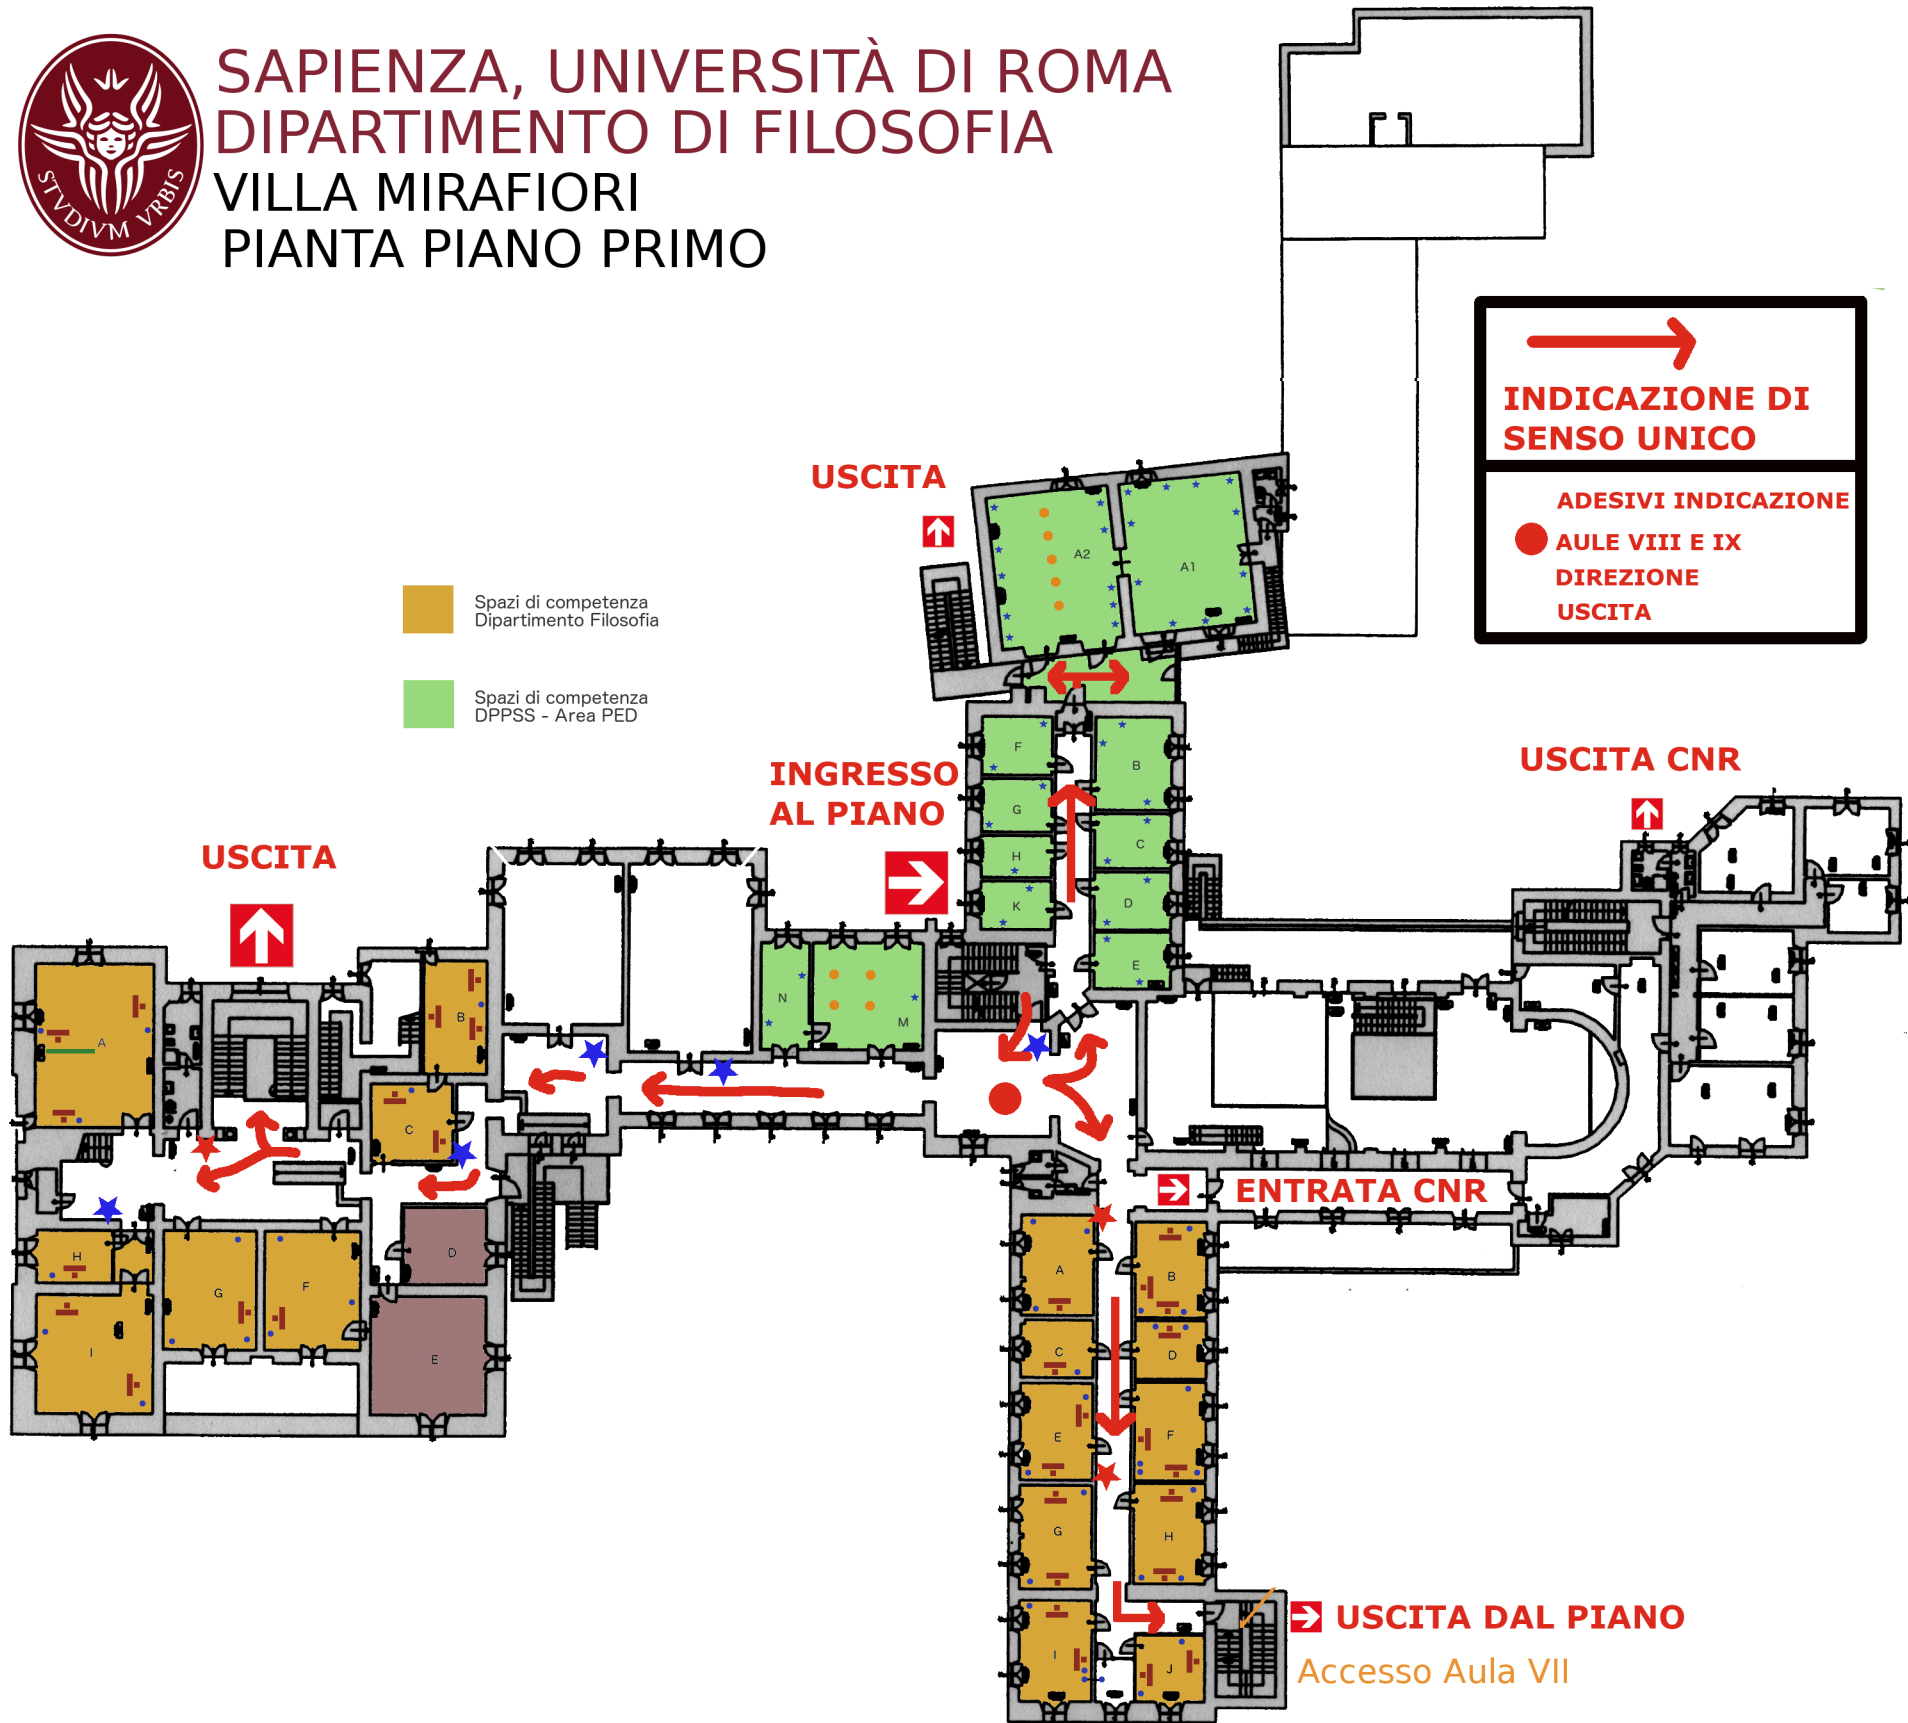 SAPIENZA, UNIVERSITÀ DI ROMA
DIPARTIMENTO DI FILOSOFIA
VILLA MIRAFIORI
PIANTA PIANO PRIMO
STVDIVM VRBIS
INDICAZIONE DI
SENSO UNICO
ADESIVI INDICAZIONE
AULE VIII E IX
DIREZIONE
USCITA
USCITA
A2
A1
Spazi di competenza
Dipartimento Filosofia
Spazi di competenza
DPPSS - Area PED
INGRESSO
AL PIANO
F
B
G
C
H
D
K
E
USCITA CNR
USCITA
N
M
A
B
C
D
H
G
F
I
E
ENTRATA CNR
A
B
C
D
E
F
G
H
I
J
USCITA DAL PIANO
Accesso Aula VII